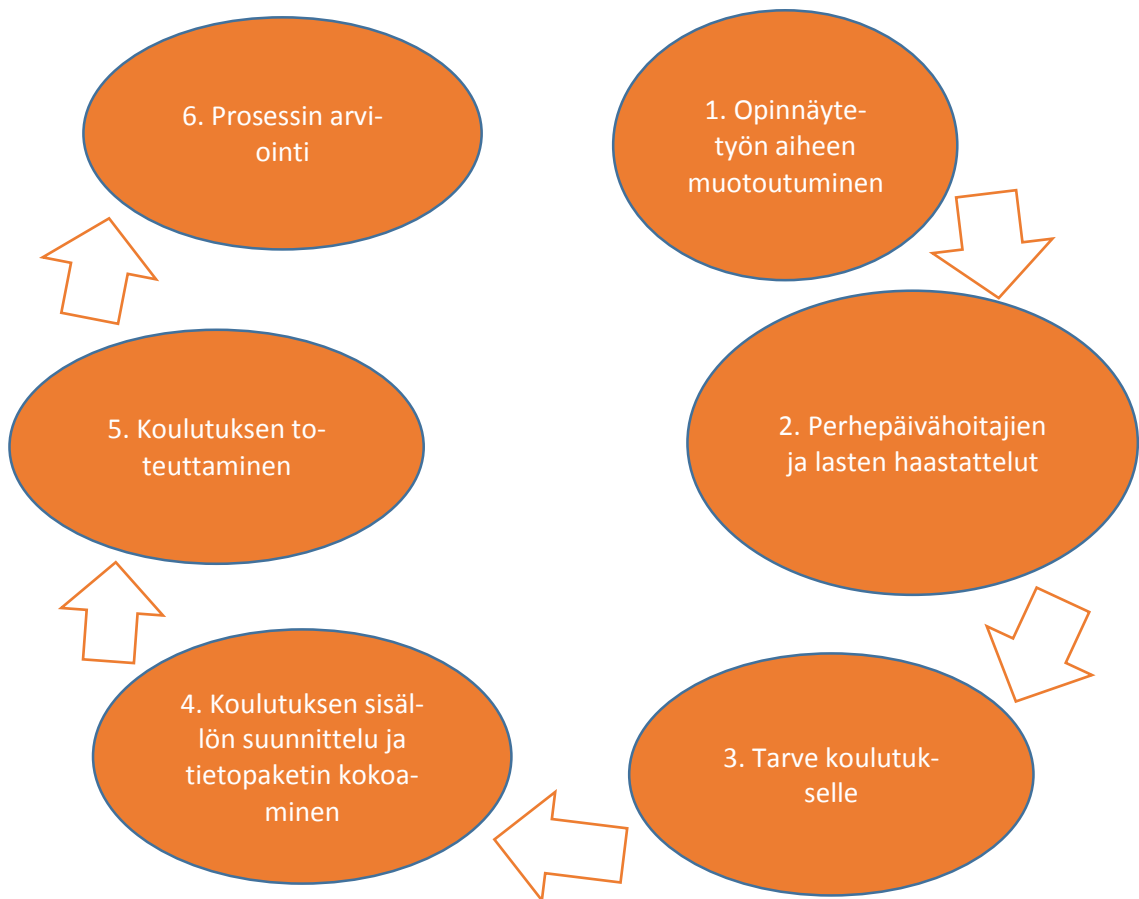 1. Opinnäyte-
työn aiheen
muotoutuminen
2. Perhepäivähoitajien
ja lasten haastattelut
3. Tarve koulutuk-
selle
4. Koulutuksen sisäl-
lön suunnittelu ja
tietopaketin kokoa-
minen
5. Koulutuksen to-
teuttaminen
6. Prosessin arvi-
ointi